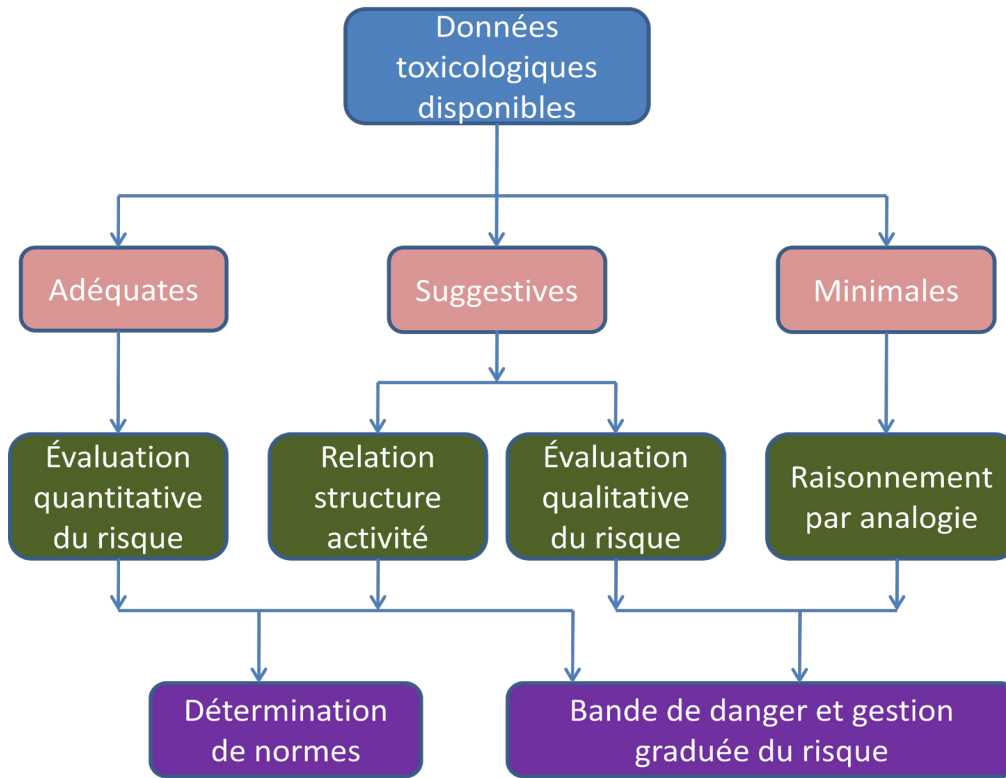 Données
toxicologiques
disponibles
Adéquates
Suggestives
Minimales
Évaluation
quantitative
du risque
Relation
structure
activité
Évaluation
qualitative
du risque
Raisonnement
par analogie
Détermination
de normes
Bande de danger et gestion
graduée du risque